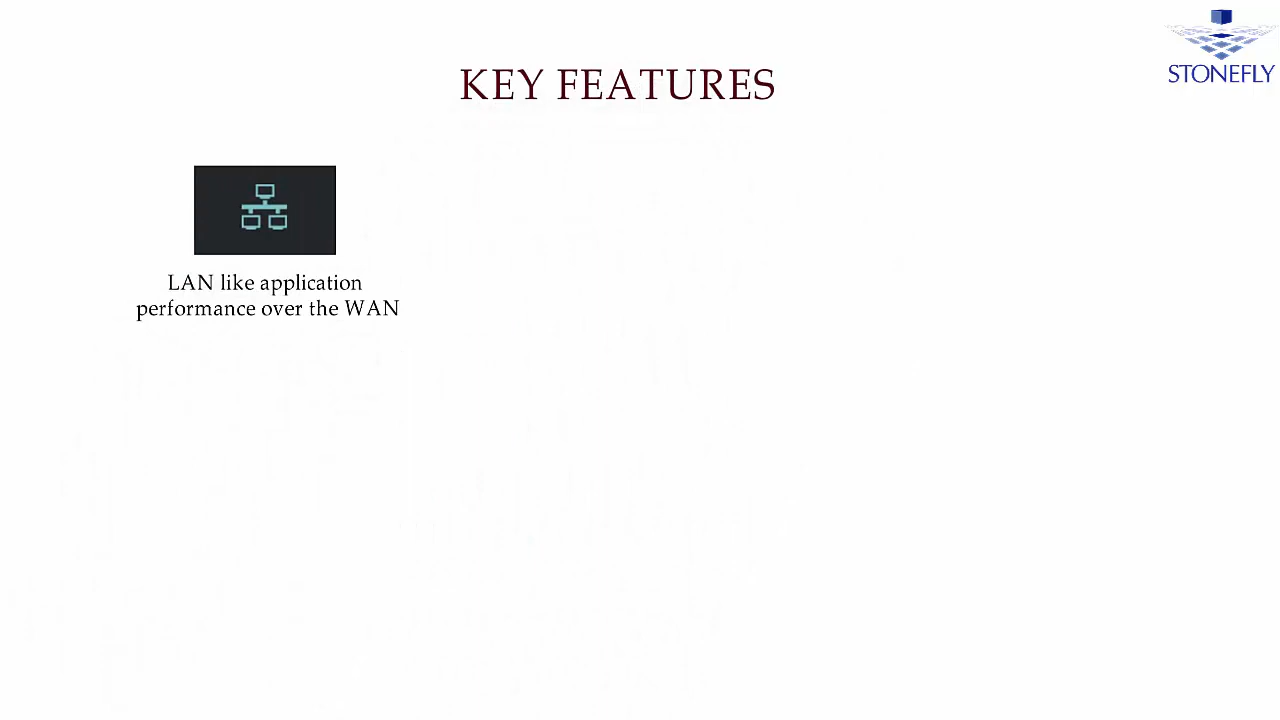 STONEFLY
KEY FEATURES
LAN like application
performance over the WAN